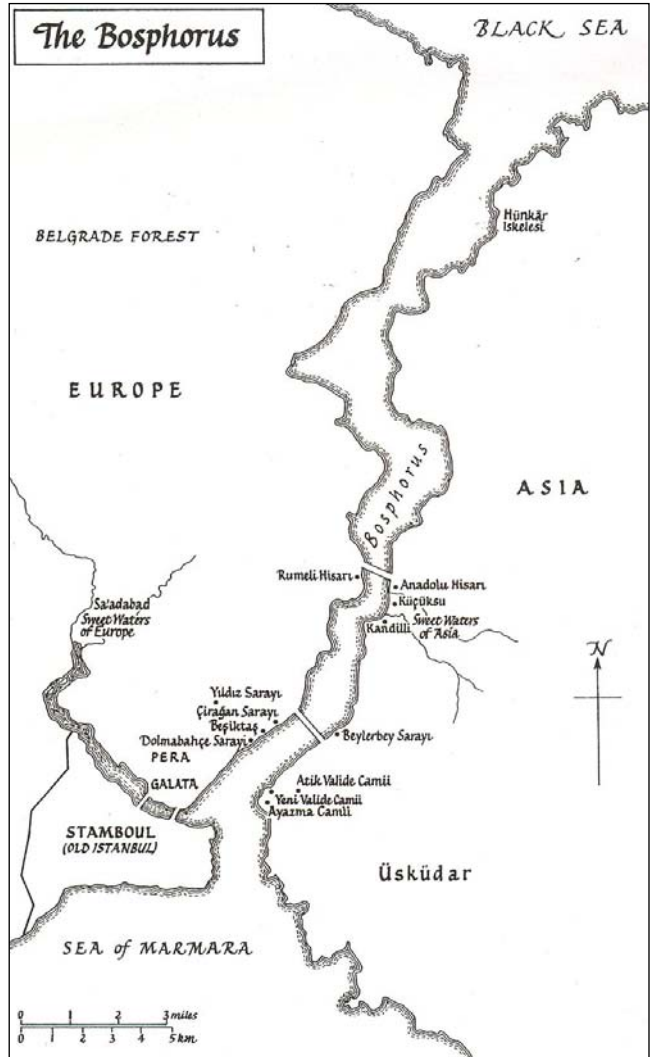 The Bosphorus
BLACK SEA
Hünkâr
Iskelesi
BELGRADE FOREST
EUROPE
ASIA
Bosphorus
Rumeli Hisarı
Anadolu Hisarı
Küçüksu
Sa'adabad
Sweet Waters
of Europe
Sweet Waters
of Asia
Kandilli
N
Yıldız Sarayı
Çirağan Sarayı
Beşiktaş
Dolmabahçe Sarayi
Beylerbey Sarayı
PERA
GALATA
Atik Valide Camii
Yeni Valide Camii
Ayazma Camli
STAMBOUL
(OLD ISTANBUL)
Üsküdar
SEA of MARMARA
0 1 2 3 miles
0 1 2 3 4 5 km